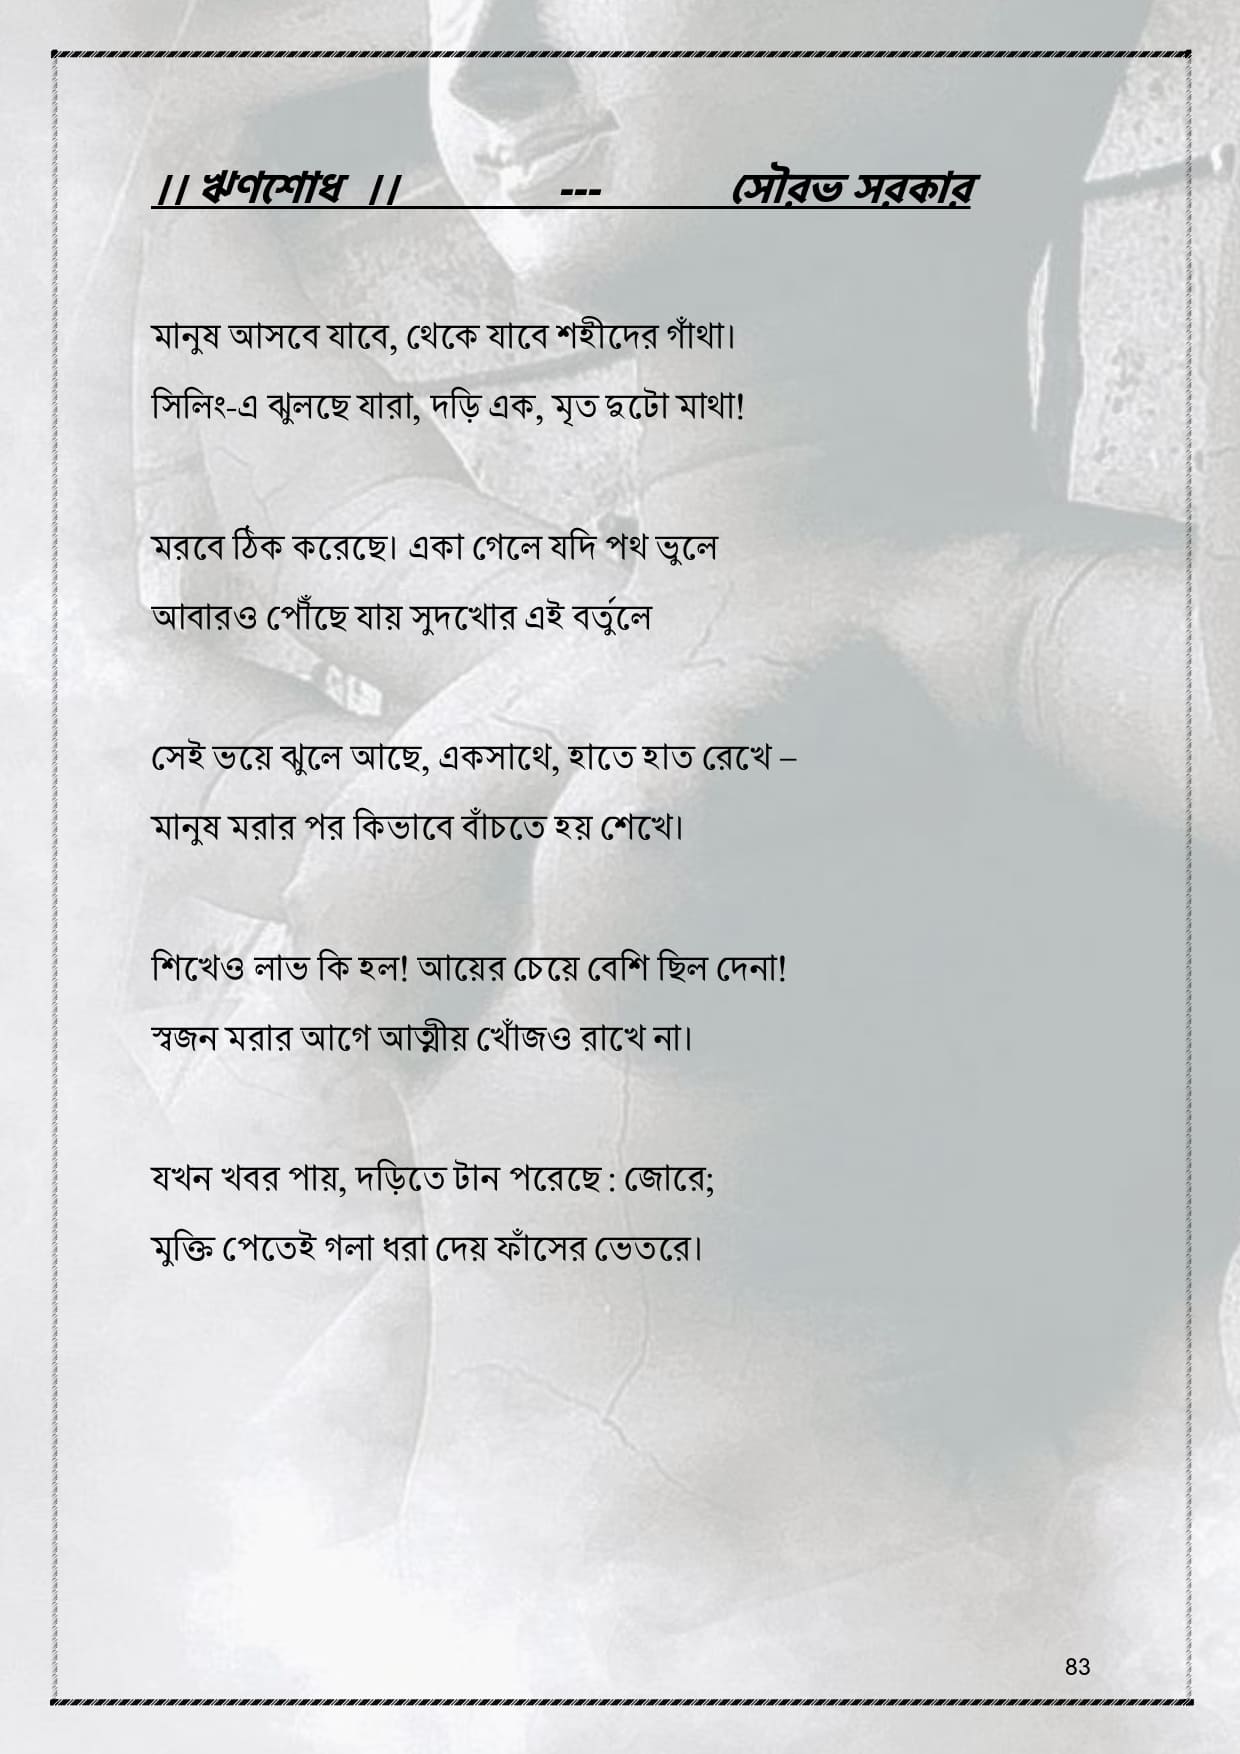 ।। ঋণশোধ ।। --- সৌরভ সরকার
মানুষ আসবে যাবে, থেকে যাবে শহীদের গাঁথা।
সিলিং-এ ঝুলছে যারা, দড়ি এক, মৃত দুটো মাথা!
মরবে ঠিক করেছে। একা গেলে যদি পথ ভুলে
আবারও পৌঁছে যায় সুদখোর এই বর্তুলে
সেই ভয়ে ঝুলে আছে, একসাথে, হাতে হাত রেখে –
মানুষ মরার পর কিভাবে বাঁচতে হয় শেখে।
শিখেও লাভ কি হল! আয়ের চেয়ে বেশি ছিল দেনা!
স্বজন মরার আগে আত্মীয় খোঁজও রাখে না।
যখন খবর পায়, দড়িতে টান পরেছে : জোরে;
মুক্তি পেতেই গলা ধরা দেয় ফাঁসের ভেতরে।
83